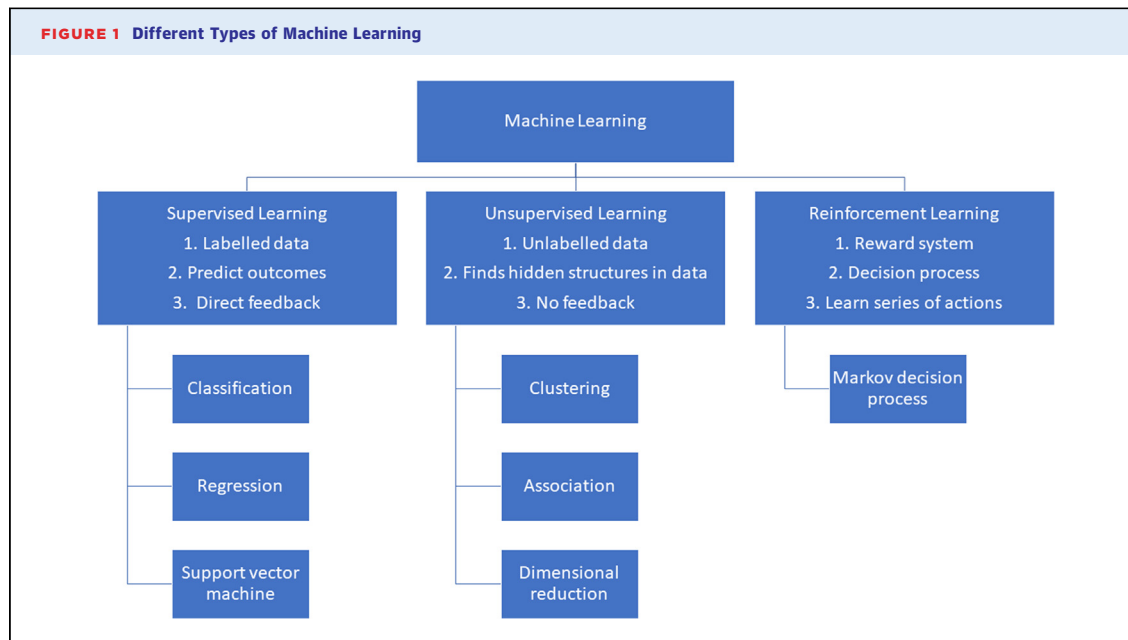 FIGURE 1 Different Types of Machine Learning
Machine Learning
Supervised Learning
1. Labelled data
2. Predict outcomes
3. Direct feedback
Classification
Regression
Support vector
machine
Unsupervised Learning
1. Unlabelled data
2. Finds hidden structures in data
3. No feedback
Clustering
Association
Dimensional
reduction
Reinforcement Learning
1. Reward system
2. Decision process
3. Learn series of actions
Markov decision
process